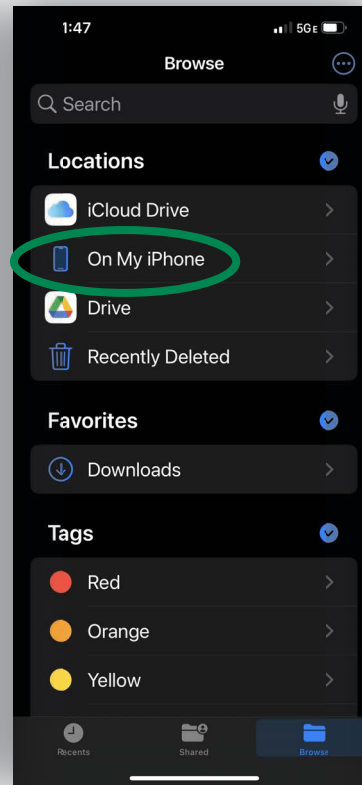 1:47 5GE
Browse
Search
Locations
iCloud Drive
On My iPhone
Drive
Recently Deleted
Favorites
Downloads
Tags
Red
Orange
Yellow
Recents Shared Browse